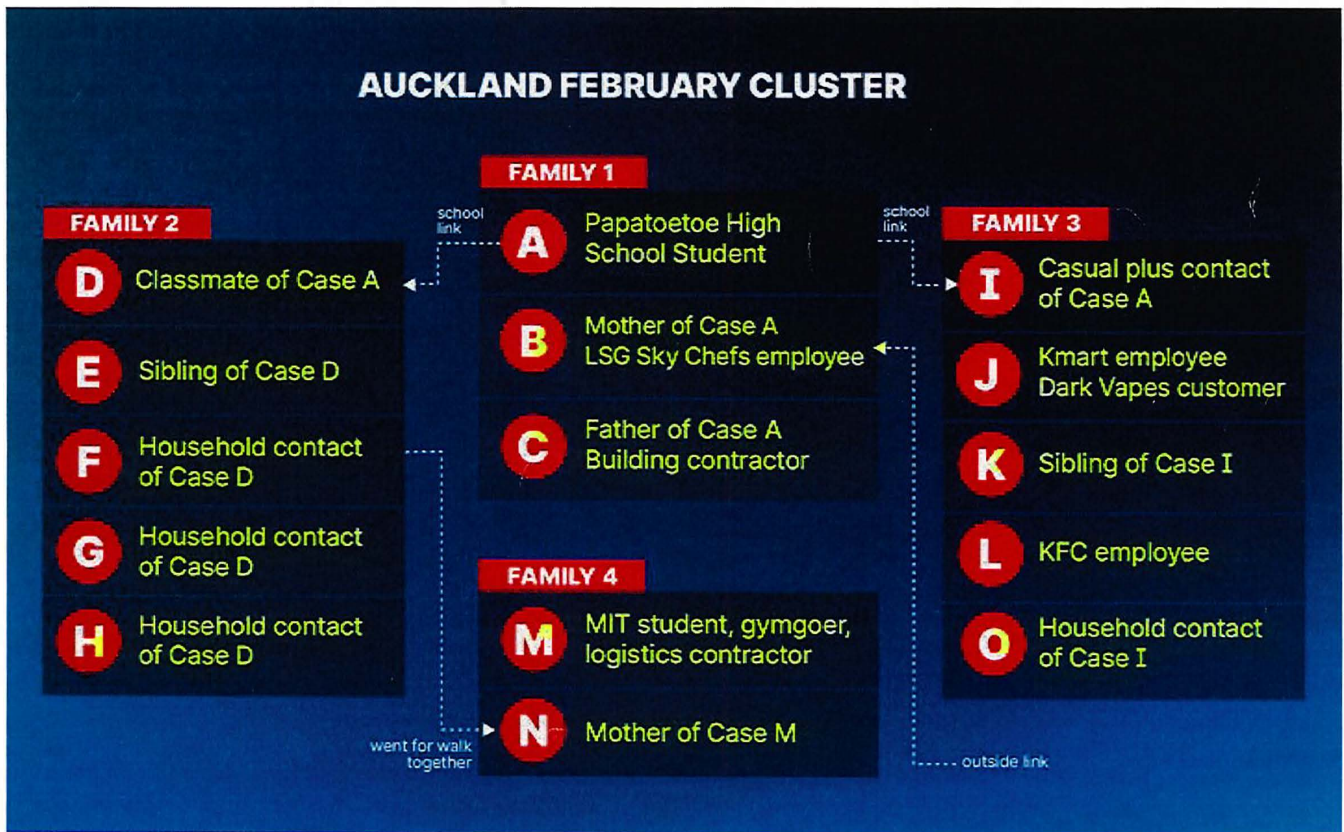 AUCKLAND FEBRUARY CLUSTER
FAMILY 1
A
Papatoetoe High
School Student
B
Mother of Case A
LSG Sky Chefs employee
C
Father of Case A
Building contractor
school
link
school
link
FAMILY 2
D
Classmate of Case A
E
Sibling of Case D
F
Household contact
of Case D
G
Household contact
of Case D
H
Household contact
of Case D
FAMILY 3
I
Casual plus contact
of Case A
J
Kmart employee
Dark Vapes customer
K
Sibling of Case I
L
KFC employee
O
Household contact
of Case I
FAMILY 4
M
MIT student, gymgoer,
logistics contractor
N
Mother of Case M
went for walk
together
outside link